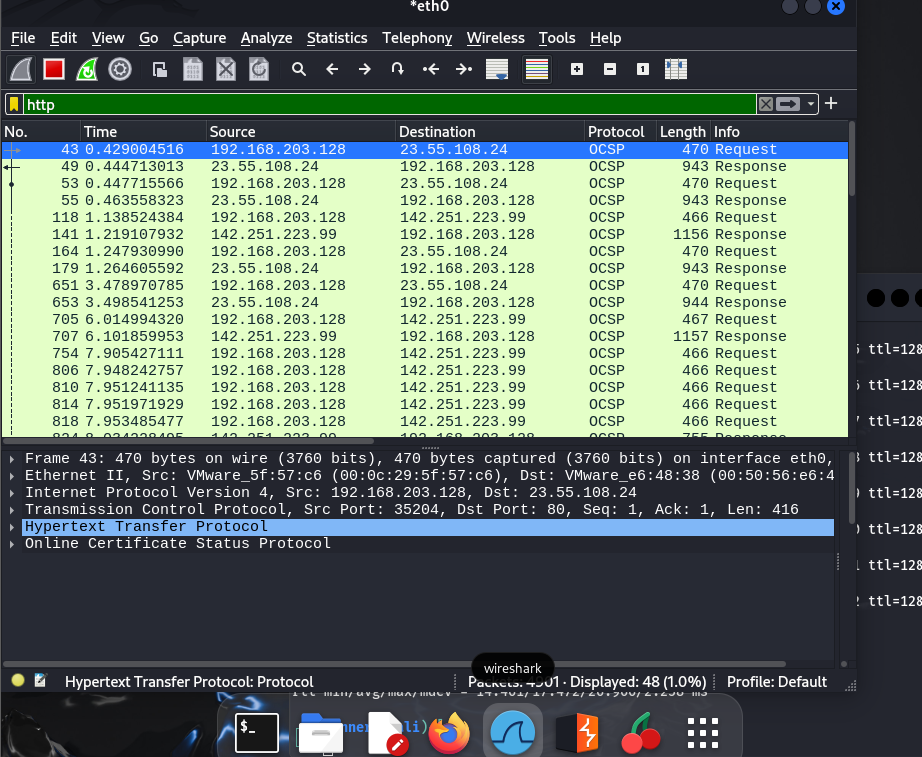 *eth0
File Edit View Go Capture Analyze Statistics Telephony Wireless Tools Help
http
No. Time Source Destination Protocol Length Info
43 0.429004516 192.168.203.128 23.55.108.24 OCSP 470 Request
49 0.444713013 23.55.108.24 192.168.203.128 OCSP 943 Response
53 0.447715566 192.168.203.128 23.55.108.24 OCSP 470 Request
55 0.463558323 23.55.108.24 192.168.203.128 OCSP 943 Response
118 1.138524384 192.168.203.128 142.251.223.99 OCSP 466 Request
141 1.219107932 142.251.223.99 192.168.203.128 OCSP 1156 Response
164 1.247930990 192.168.203.128 23.55.108.24 OCSP 470 Request
179 1.264605592 23.55.108.24 192.168.203.128 OCSP 943 Response
651 3.478970785 192.168.203.128 23.55.108.24 OCSP 470 Request
653 3.498541253 23.55.108.24 192.168.203.128 OCSP 944 Response
705 6.014994320 192.168.203.128 142.251.223.99 OCSP 467 Request
707 6.101859953 142.251.223.99 192.168.203.128 OCSP 1157 Response
754 7.905427111 192.168.203.128 142.251.223.99 OCSP 466 Request
806 7.948242757 192.168.203.128 142.251.223.99 OCSP 466 Request
810 7.951241135 192.168.203.128 142.251.223.99 OCSP 466 Request
814 7.951971929 192.168.203.128 142.251.223.99 OCSP 466 Request
818 7.953485477 192.168.203.128 142.251.223.99 OCSP 466 Request
Frame 43: 470 bytes on wire (3760 bits), 470 bytes captured (3760 bits) on interface eth0,
Ethernet II, Src: VMware_5f:57:c6 (00:0c:29:5f:57:c6), Dst: VMware_e6:48:38 (00:50:56:e6:4
Internet Protocol Version 4, Src: 192.168.203.128, Dst: 23.55.108.24
Transmission Control Protocol, Src Port: 35204, Dst Port: 80, Seq: 1, Ack: 1, Len: 416
Hypertext Transfer Protocol
Online Certificate Status Protocol
ttl=128
ttl=128
ttl=128
ttl=128
ttl=128
ttl=128
ttl=128
ttl=128
wireshark
Hypertext Transfer Protocol: Protocol
Packets: 4901 · Displayed: 48 (1.0%)
Profile: Default